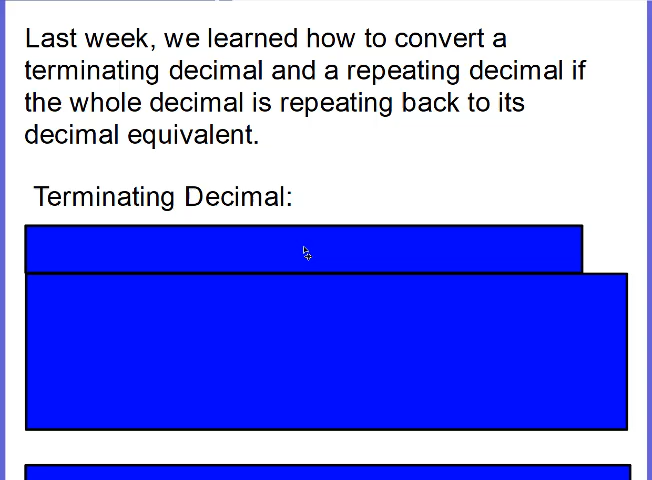 Last week, we learned how to convert a
terminating decimal and a repeating decimal if
the whole decimal is repeating back to its
decimal equivalent.
Terminating Decimal: